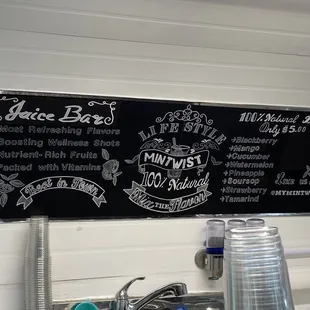 Juice Bar
Most Refreshing Flavors
Boosting Wellness Shots
Nutrient-Rich Fruits
Packed with Vitamins
Best in Town
LIFE STYLE
MINTWIST
100% Natural
THE
Flavor
100% Natural
Only $5.00
→Blackberry
→Mango
→Cucumber
→Watermelon
→Pineapple
→Soursop
→Strawberry
→Tamarind
@MYMINTW